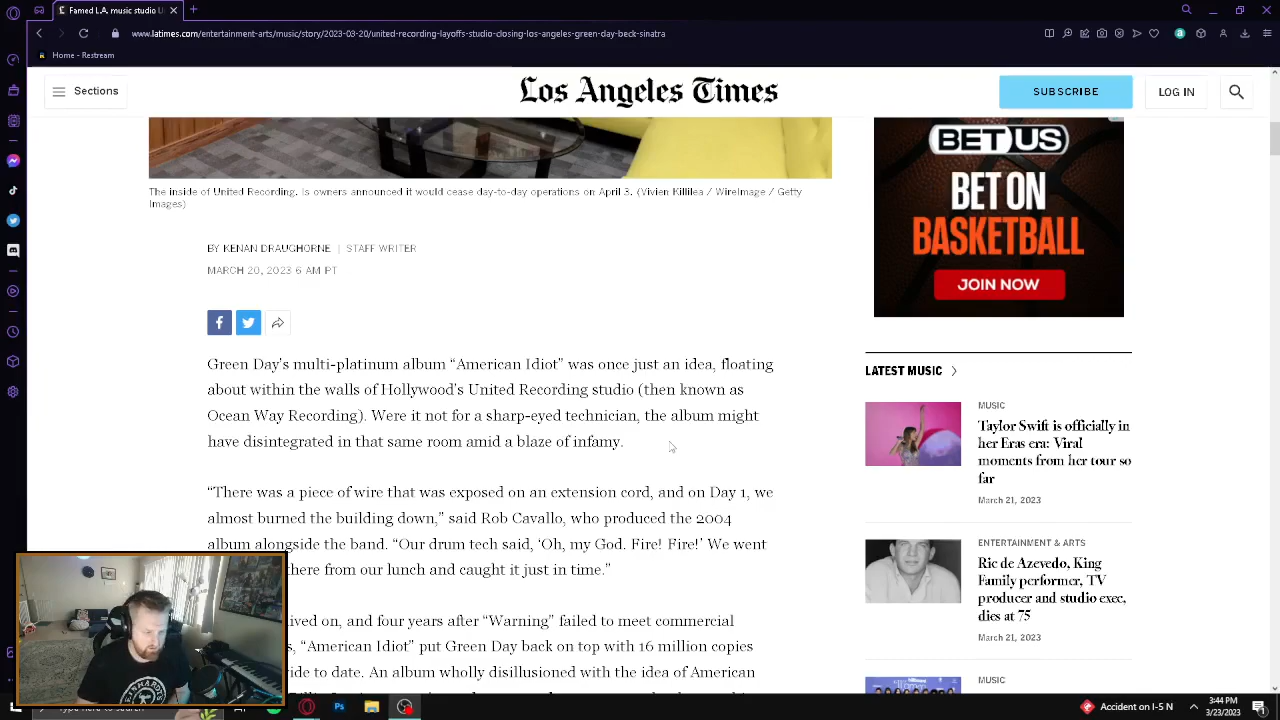 www.L.A.mes
entertainment-arts/music/story/2023-03-20/united-recording-layoffs-studio-closing-los-angeles-green-day-beck-sinatra
Home - Restream
Sections
Los Angeles Times
SUBSCRIBE
LOG IN
The inside of United Recording. Is owners announced it would cease day-to-day operations on April 3. (Vivien Killilea / WireImage / Getty
Images)
BY KENAN DRAUGHORNE | STAFF WRITER
MARCH 20, 2023 6 AM PT
Green Day's multi-platinum album “American Idiot” was once just an idea, floating
about within the walls of Hollywood's United Recording studio (then known as
Ocean Way Recording). Were it not for a sharp-eyed technician, the album might
have disintegrated in that same room amid a blaze of infamy.
“There was a piece of wire that was exposed on an extension cord, and on Day 1, we
almost burned the building down,” said Rob Cavallo, who produced the 2004
album alongside the band. “Our drum tech said, ‘Oh, my God. Fire! Fire!’ We went
here from our lunch and caught it just in time.”
ived on, and four years after “Warning” failed to meet commercial
s, “American Idiot” put Green Day back on top with 16 million copies
ide to date. An album wholly disillusioned with the idea of American
BETUS
BET ON
BASKETBALL
JOIN NOW
LATEST MUSIC
MUSIC
Taylor Swift is officially in
her Eras era: Viral
moments from her tour so
far
March 21, 2023
ENTERTAINMENT & ARTS
Ric de Azevedo, King
Family performer, TV
producer and studio exec,
dies at 75
March 21, 2023
MUSIC
Type here to search
Ps
Accident on I-5 N
3:44 PM
3/23/2023